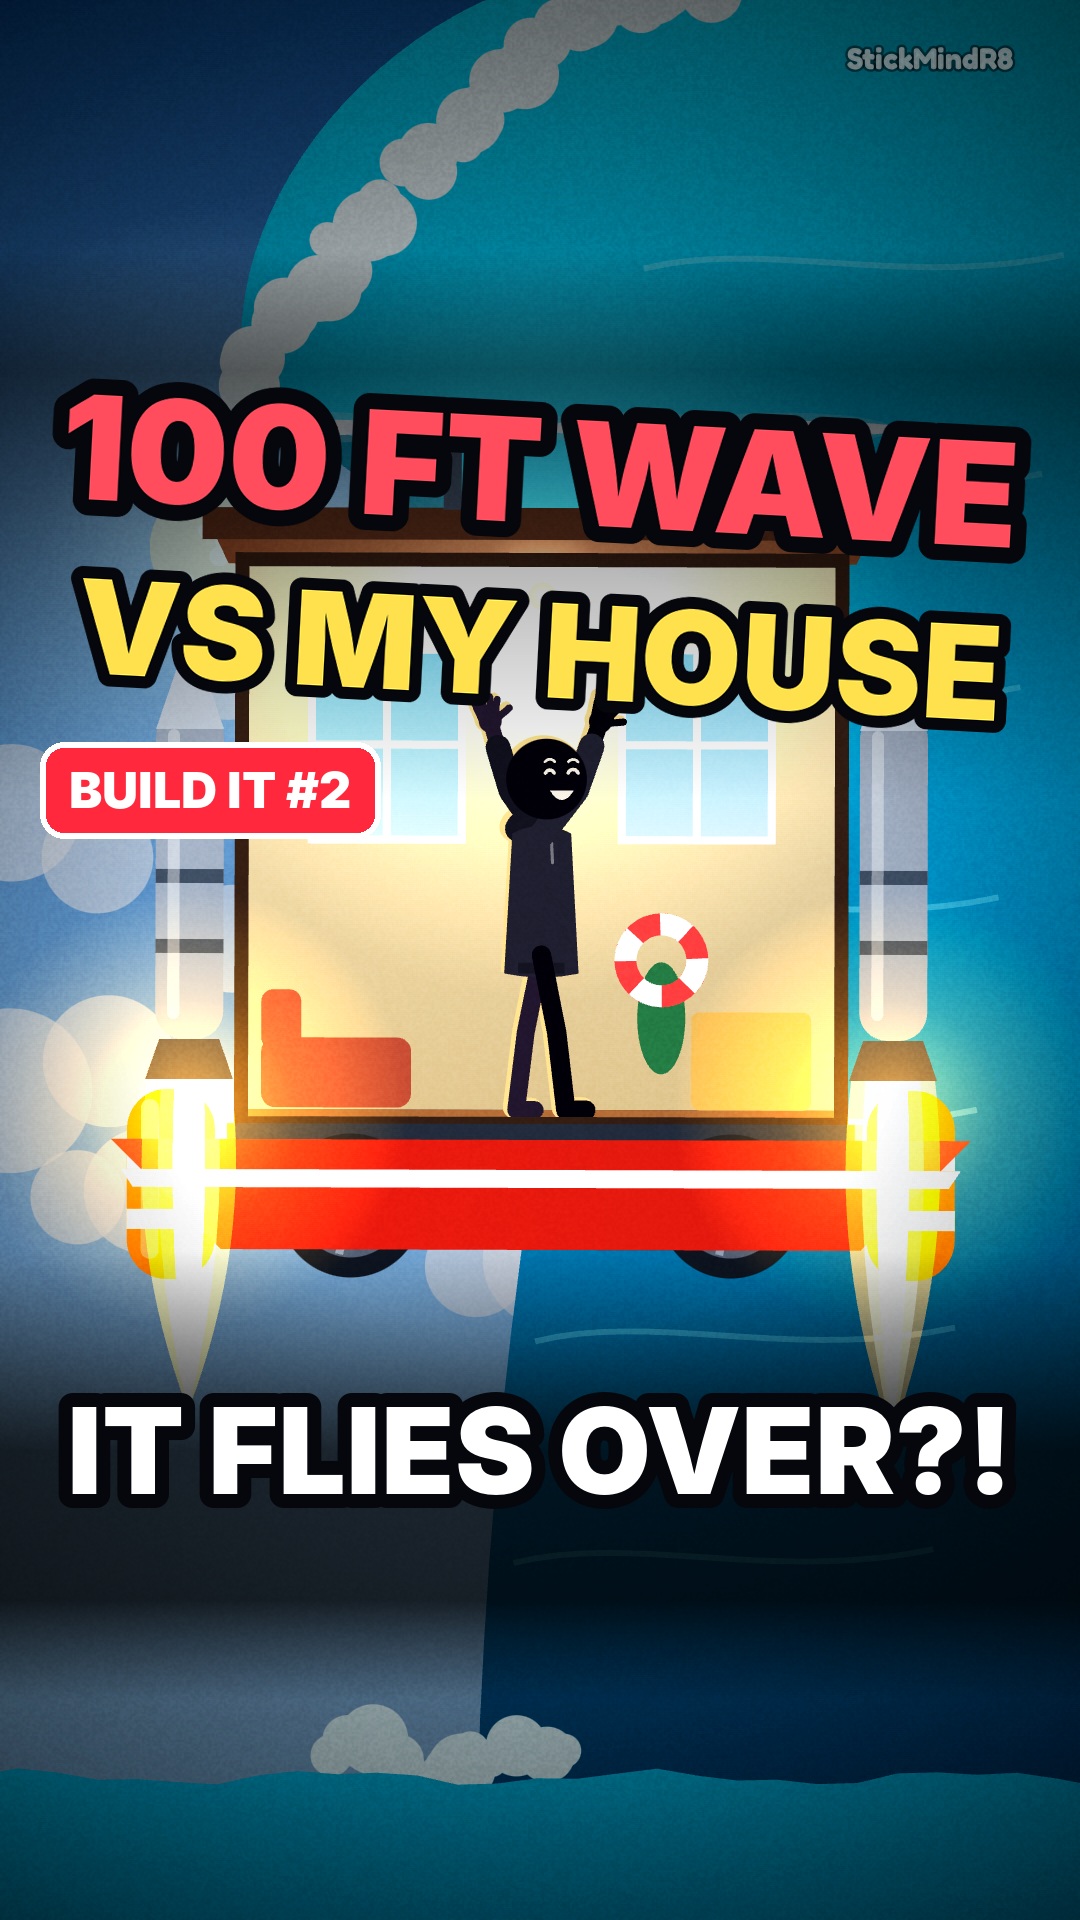 StickMindR8
100 FT WAVE
VS MY HOUSE
BUILD IT #2
IT FLIES OVER?!